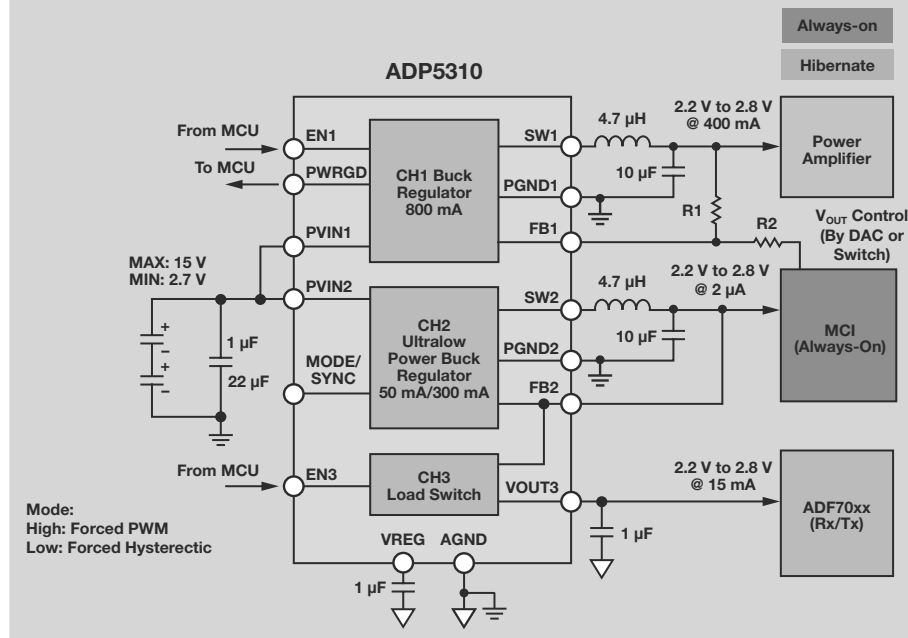 Always-on
Hibernate
ADP5310
From MCU
To MCU
EN1
PWRGD
PVIN1
CH1 Buck
Regulator
800 mA
SW1
PGND1
FB1
4.7 µH
10 µF
2.2 V to 2.8 V
@ 400 mA
R1
R2
Power
Amplifier
VOUT Control
(By DAC or
Switch)
MAX: 15 V
MIN: 2.7 V
+
–
+
–
1 µF
22 µF
PVIN2
MODE/
SYNC
CH2
Ultralow
Power Buck
Regulator
50 mA/300 mA
SW2
PGND2
FB2
4.7 µH
10 µF
2.2 V to 2.8 V
@ 2 µA
MCI
(Always-On)
From MCU
EN3
CH3
Load Switch
VOUT3
2.2 V to 2.8 V
@ 15 mA
1 µF
ADF70xx
(Rx/Tx)
Mode:
High: Forced PWM
Low: Forced Hysterectic
VREG
AGND
1 µF